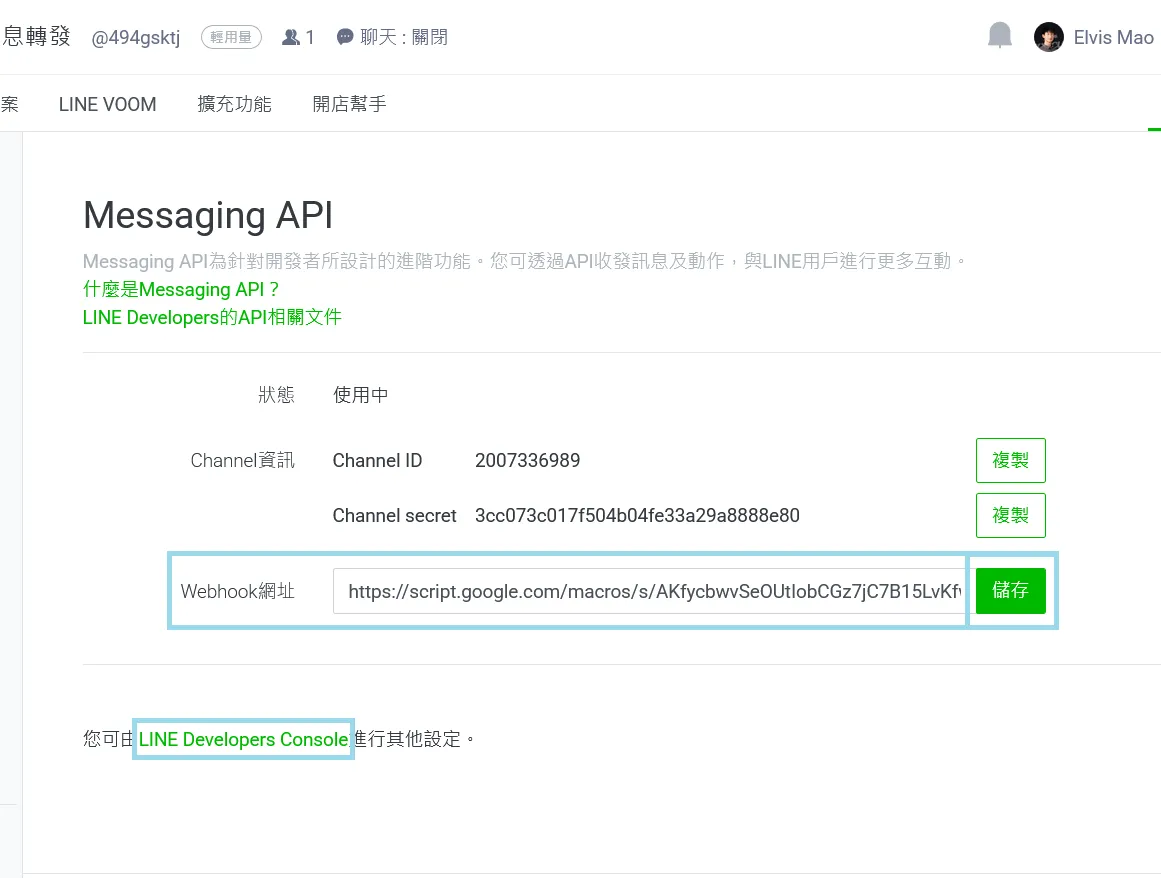 息轉發 @494gsktj 輕用量 1 聊天 : 關閉 Elvis Mao
案 LINE VOOM 擴充功能 開店幫手
Messaging API
Messaging API為針對開發者所設計的進階功能。您可透過API收發訊息及動作，與LINE用戶進行更多互動。
什麼是Messaging API？
LINE Developers的API相關文件
狀態 使用中
Channel資訊 Channel ID 2007336989 複製
Channel secret 3cc073c017f504b04fe33a29a8888e80 複製
Webhook網址 https://script.google.com/macros/s/AKfycbwvSeOUtIobCGz7jC7B15LvKf 儲存
您可由LINE Developers Console進行其他設定。